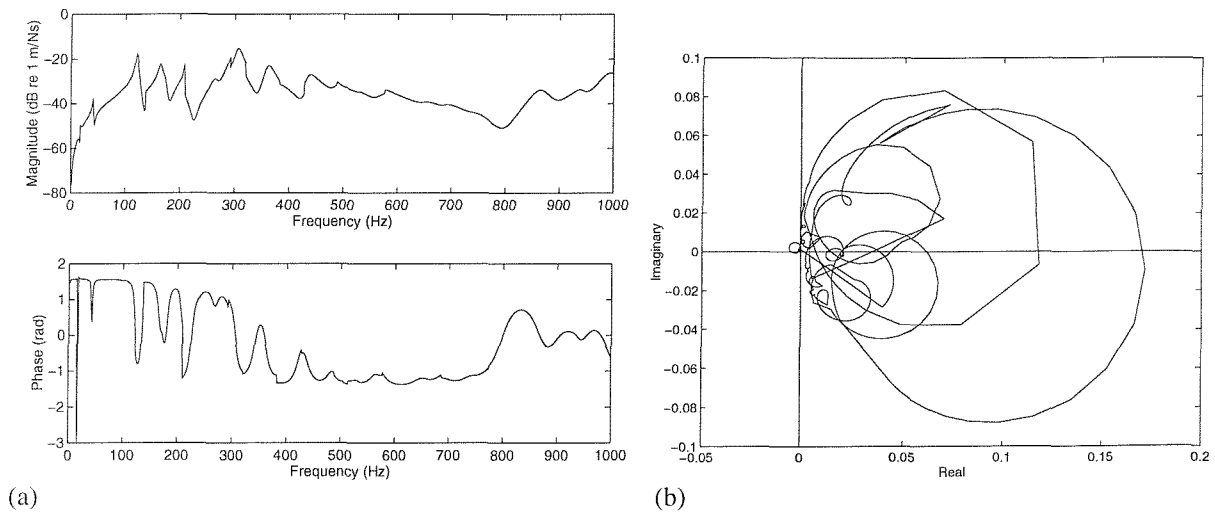 0
−20
−40
−60
−80
Magnitude (dB re 1 m/Ns)
0 100 200 300 400 500 600 700 800 900 1000
Frequency (Hz)
2
1
0
−1
−2
−3
Phase (rad)
0 100 200 300 400 500 600 700 800 900 1000
Frequency (Hz)
(a)
0.1
0.08
0.06
0.04
0.02
0
−0.02
−0.04
−0.06
−0.08
−0.1
Imaginary
−0.05 0 0.05 0.1 0.15 0.2
Real
(b)